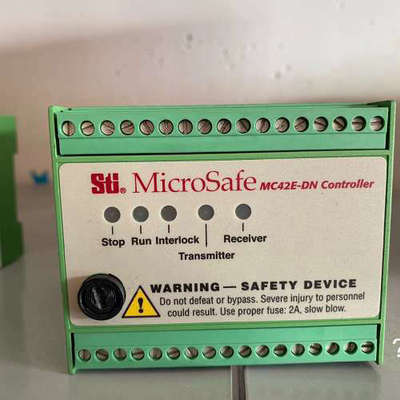 STi® MicroSafe MC42E-DN Controller
Stop Run Interlock Receiver
Transmitter
WARNING — SAFETY DEVICE
Do not defeat or bypass. Severe injury to personnel
could result. Use proper fuse: 2A, slow blow.
?